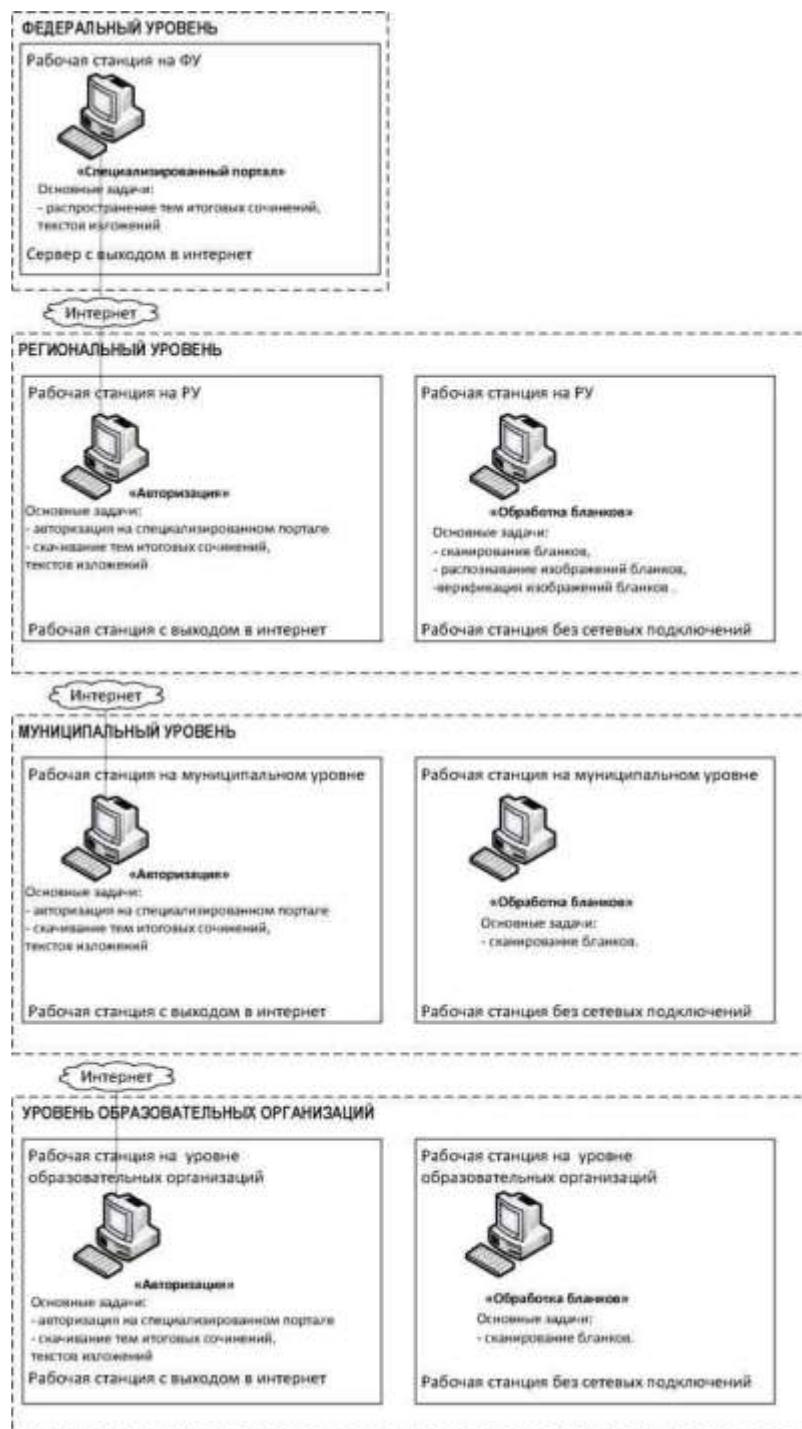 ФЕДЕРАЛЬНЫЙ УРОВЕНЬ
Рабочая станция на ФУ
«Специализированный портал»
Основные задачи:
- распространение тем итоговых сочинений,
текстов изложений
Сервер с выходом в интернет
Интернет
РЕГИОНАЛЬНЫЙ УРОВЕНЬ
Рабочая станция на РУ
«Авторизация»
Основные задачи:
- авторизация на специализированном портале
- скачивание тем итоговых сочинений,
текстов изложений
Рабочая станция с выходом в интернет
Рабочая станция на РУ
«Обработка бланков»
Основные задачи:
- сканирование бланков,
- распознавание изображений бланков,
-верификация изображений бланков .
Рабочая станция без сетевых подключений
Интернет
МУНИЦИПАЛЬНЫЙ УРОВЕНЬ
Рабочая станция на муниципальном уровне
«Авторизация»
Основные задачи:
- авторизация на специализированном портале
- скачивание тем итоговых сочинений,
текстов изложений
Рабочая станция с выходом в интернет
Рабочая станция на муниципальном уровне
«Обработка бланков»
Основные задачи:
- сканирование бланков.
Рабочая станция без сетевых подключений
Интернет
УРОВЕНЬ ОБРАЗОВАТЕЛЬНЫХ ОРГАНИЗАЦИЙ
Рабочая станция на уровне
образовательных организаций
«Авторизация»
Основные задачи:
- авторизация на специализированном портале
- скачивание тем итоговых сочинений,
текстов изложений
Рабочая станция с выходом в интернет
Рабочая станция на уровне
образовательных организаций
«Обработка бланков»
Основные задачи:
- сканирование бланков.
Рабочая станция без сетевых подключений